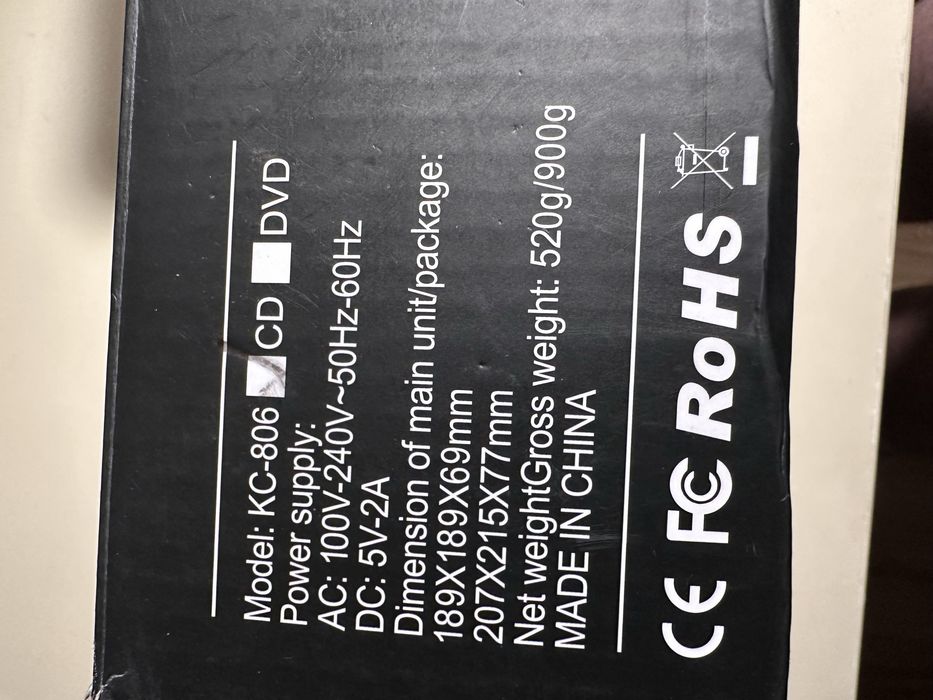 Model: KC-806 CD DVD
Power supply:
AC: 100V-240V~50Hz-60Hz
DC: 5V-2A
Dimension of main unit/package:
189X189X69mm
207X215X77mm
Net weightGross weight: 520g/900g
MADE IN CHINA
CE FC RoHS